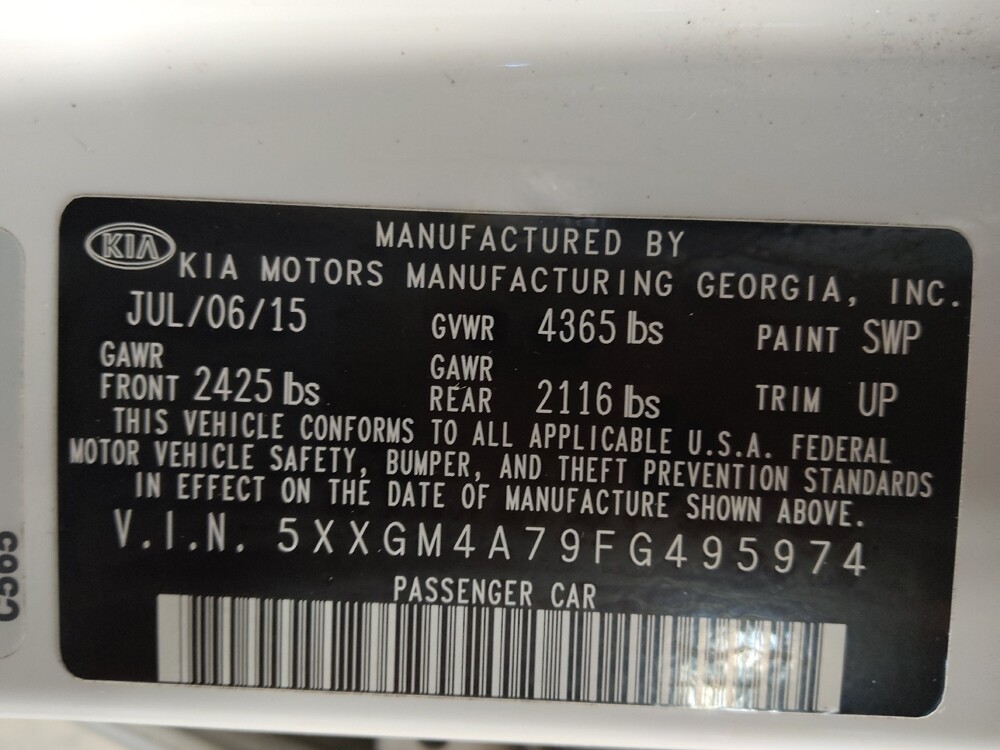 KIA
MANUFACTURED BY
KIA MOTORS MANUFACTURING GEORGIA, INC.
JUL/06/15 GVWR 4365 lbs PAINT SWP
GAWR FRONT 2425 lbs GAWR REAR 2116 lbs TRIM UP
THIS VEHICLE CONFORMS TO ALL APPLICABLE U.S.A. FEDERAL
MOTOR VEHICLE SAFETY, BUMPER, AND THEFT PREVENTION STANDARDS
IN EFFECT ON THE DATE OF MANUFACTURE SHOWN ABOVE.
V.I.N. 5XXGM4A79FG495974
PASSENGER CAR
C565